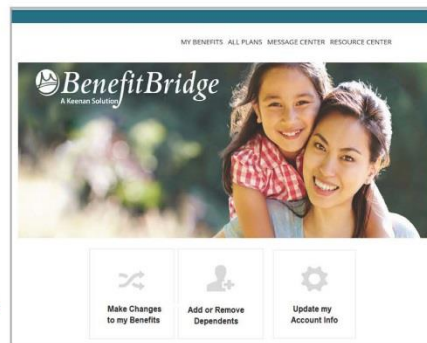 MY BENEFITS ALL PLANS MESSAGE CENTER RESOURCE CENTER
BenefitBridge
A Keenan Solution
Make Changes
to my Benefits
Add or Remove
Dependents
Update my
Account Info